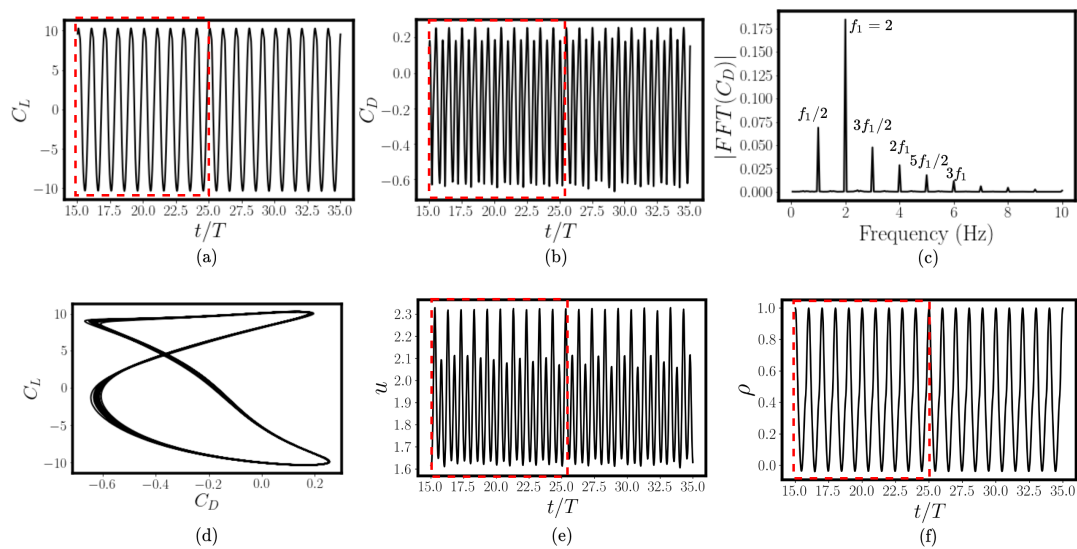 10
5
0
−5
−10
C_L
15.0 17.5 20.0 22.5 25.0 27.5 30.0 32.5 35.0
t/T
(a)
0.2
0.0
−0.2
−0.4
−0.6
C_D
15.0 17.5 20.0 22.5 25.0 27.5 30.0 32.5 35.0
t/T
(b)
0.175
0.150
0.125
0.100
0.075
0.050
0.025
0.000
|FFT(C_D)|
f_1 = 2
f_1/2
3f_1/2
2f_1
5f_1/2
3f_1
0 2 4 6 8 10
Frequency (Hz)
(c)
10
5
0
−5
−10
C_L
−0.6 −0.4 −0.2 0.0 0.2
C_D
(d)
2.3
2.2
2.1
2.0
1.9
1.8
1.7
1.6
u
15.0 17.5 20.0 22.5 25.0 27.5 30.0 32.5 35.0
t/T
(e)
1.0
0.8
0.6
0.4
0.2
0.0
ρ
15.0 17.5 20.0 22.5 25.0 27.5 30.0 32.5 35.0
t/T
(f)